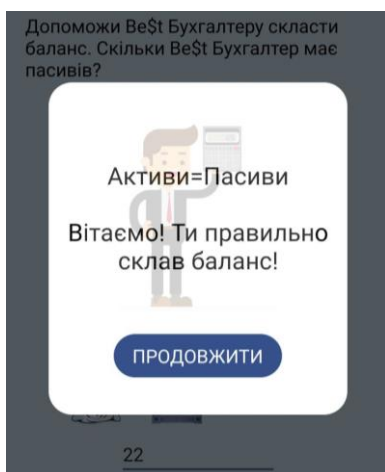 Допоможи Be$t Бухгалтеру скласти
баланс. Скільки Be$t Бухгалтер має
пасивів?
Активи=Пасиви
Вітаємо! Ти правильно
склав баланс!
ПРОДОВЖИТИ
22